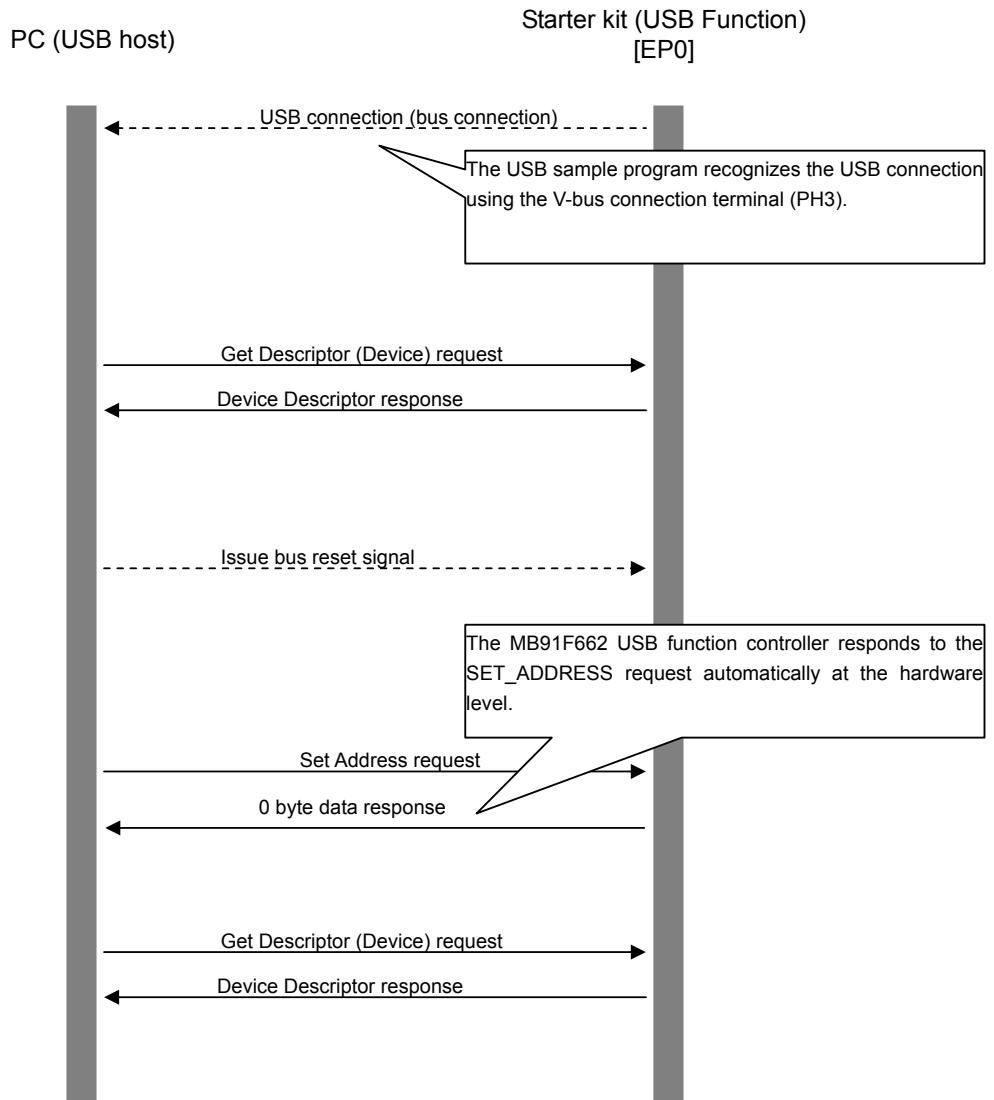 PC (USB host)
Starter kit (USB Function)
[EP0]
USB connection (bus connection)
The USB sample program recognizes the USB connection
using the V-bus connection terminal (PH3).
Get Descriptor (Device) request
Device Descriptor response
Issue bus reset signal
The MB91F662 USB function controller responds to the
SET_ADDRESS request automatically at the hardware
level.
Set Address request
0 byte data response
Get Descriptor (Device) request
Device Descriptor response